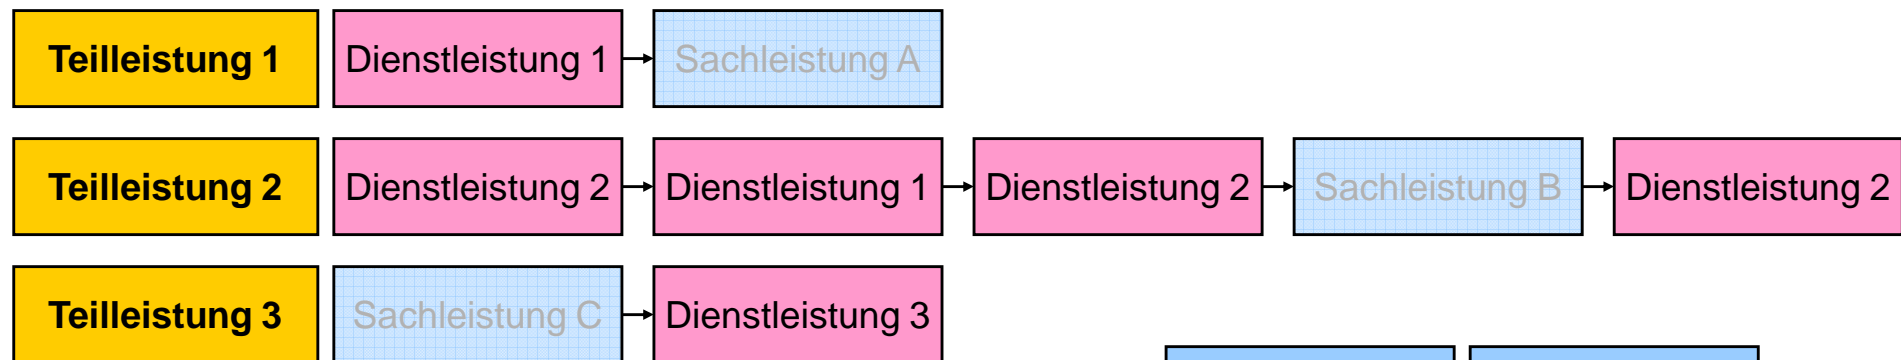 Teilleistung 1 Dienstleistung 1 Sachleistung A
Teilleistung 2 Dienstleistung 2 Dienstleistung 1 Dienstleistung 2 Sachleistung B Dienstleistung 2
Teilleistung 3 Sachleistung C Dienstleistung 3